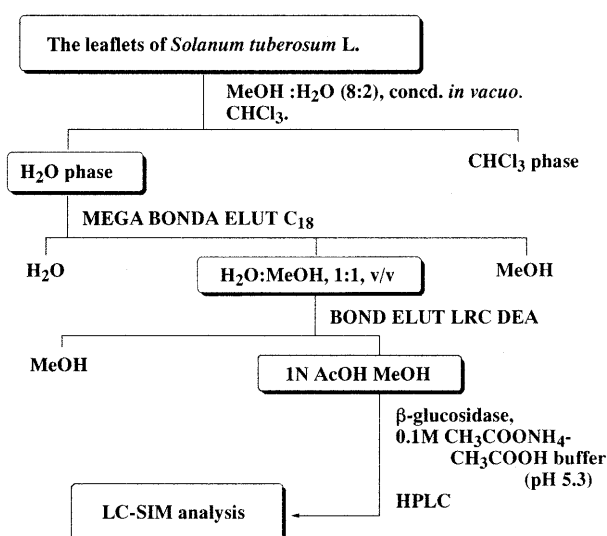 The leaflets of Solanum tuberosum L.
MeOH :H2O (8:2), concd. in vacuo.
CHCl3.
H2O phase
CHCl3 phase
MEGA BONDA ELUT C18
H2O
H2O:MeOH, 1:1, v/v
MeOH
BOND ELUT LRC DEA
MeOH
1N AcOH MeOH
β-glucosidase,
0.1M CH3COONH4-
CH3COOH buffer
(pH 5.3)
HPLC
LC-SIM analysis